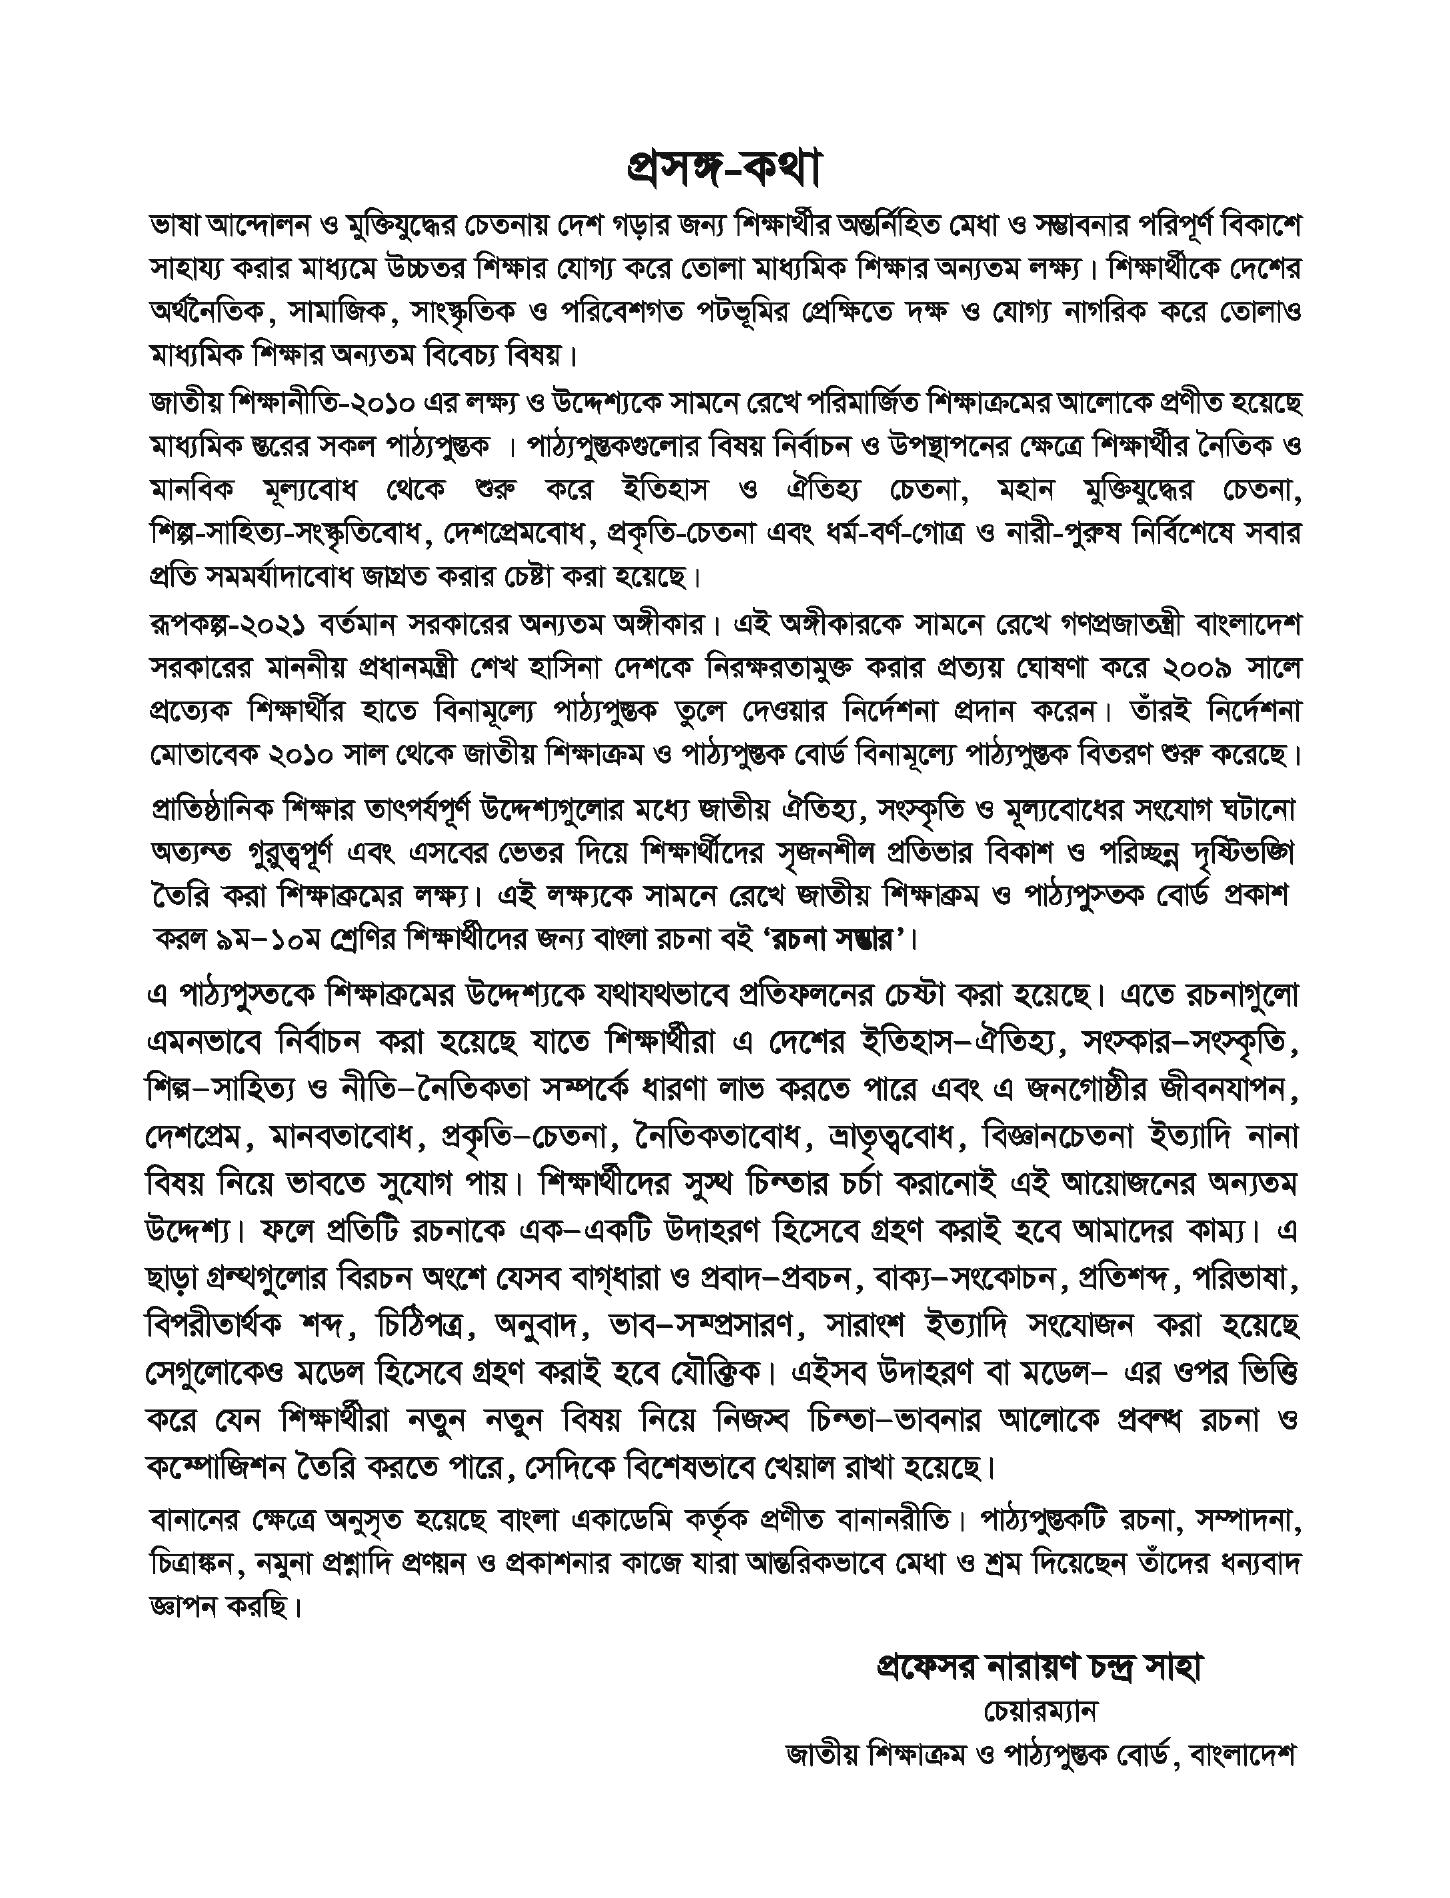 প্রসঙ্গ-কথা
ভাষা আন্দোলন ও মুক্তিযুদ্ধের চেতনায় দেশ গড়ার জন্য শিক্ষার্থীর অন্তর্নিহিত মেধা ও সম্ভাবনার পরিপূর্ণ বিকাশে
সাহায্য করার মাধ্যমে উচ্চতর শিক্ষার যোগ্য করে তোলা মাধ্যমিক শিক্ষার অন্যতম লক্ষ্য। শিক্ষার্থীকে দেশের
অর্থনৈতিক, সামাজিক, সাংস্কৃতিক ও পরিবেশগত পটভূমির প্রেক্ষিতে দক্ষ ও যোগ্য নাগরিক করে তোলাও
মাধ্যমিক শিক্ষার অন্যতম বিবেচ্য বিষয়।
জাতীয় শিক্ষানীতি-২০১০ এর লক্ষ্য ও উদ্দেশ্যকে সামনে রেখে পরিমার্জিত শিক্ষাক্রমের আলোকে প্রণীত হয়েছে
মাধ্যমিক স্তরের সকল পাঠ্যপুস্তক । পাঠ্যপুস্তকগুলোর বিষয় নির্বাচন ও উপস্থাপনের ক্ষেত্রে শিক্ষার্থীর নৈতিক ও
মানবিক মূল্যবোধ থেকে শুরু করে ইতিহাস ও ঐতিহ্য চেতনা, মহান মুক্তিযুদ্ধের চেতনা,
শিল্প-সাহিত্য-সংস্কৃতিবোধ, দেশপ্রেমবোধ, প্রকৃতি-চেতনা এবং ধর্ম-বর্ণ-গোত্র ও নারী-পুরুষ নির্বিশেষে সবার
প্রতি সমমর্যাদাবোধ জাগ্রত করার চেষ্টা করা হয়েছে।
রূপকল্প-২০২১ বর্তমান সরকারের অন্যতম অঙ্গীকার। এই অঙ্গীকারকে সামনে রেখে গণপ্রজাতন্ত্রী বাংলাদেশ
সরকারের মাননীয় প্রধানমন্ত্রী শেখ হাসিনা দেশকে নিরক্ষরতামুক্ত করার প্রত্যয় ঘোষণা করে ২০০৯ সালে
প্রত্যেক শিক্ষার্থীর হাতে বিনামূল্যে পাঠ্যপুস্তক তুলে দেওয়ার নির্দেশনা প্রদান করেন। তাঁরই নির্দেশনা
মোতাবেক ২০১০ সাল থেকে জাতীয় শিক্ষাক্রম ও পাঠ্যপুস্তক বোর্ড বিনামূল্যে পাঠ্যপুস্তক বিতরণ শুরু করেছে।
প্রাতিষ্ঠানিক শিক্ষার তাৎপর্যপূর্ণ উদ্দেশ্যগুলোর মধ্যে জাতীয় ঐতিহ্য, সংস্কৃতি ও মূল্যবোধের সংযোগ ঘটানো
অত্যন্ত গুরুত্বপূর্ণ এবং এসবের ভেতর দিয়ে শিক্ষার্থীদের সৃজনশীল প্রতিভার বিকাশ ও পরিচ্ছন্ন দৃষ্টিভঙ্গি
তৈরি করা শিক্ষাক্রমের লক্ষ্য। এই লক্ষ্যকে সামনে রেখে জাতীয় শিক্ষাক্রম ও পাঠ্যপুস্তক বোর্ড প্রকাশ
করল ৯ম–১০ম শ্রেণির শিক্ষার্থীদের জন্য বাংলা রচনা বই ‘রচনা সম্ভার’।
এ পাঠ্যপুস্তকে শিক্ষাক্রমের উদ্দেশ্যকে যথাযথভাবে প্রতিফলনের চেষ্টা করা হয়েছে। এতে রচনাগুলো
এমনভাবে নির্বাচন করা হয়েছে যাতে শিক্ষার্থীরা এ দেশের ইতিহাস–ঐতিহ্য, সংস্কার–সংস্কৃতি,
শিল্প–সাহিত্য ও নীতি–নৈতিকতা সম্পর্কে ধারণা লাভ করতে পারে এবং এ জনগোষ্ঠীর জীবনযাপন,
দেশপ্রেম, মানবতাবোধ, প্রকৃতি–চেতনা, নৈতিকতাবোধ, ভ্রাতৃত্ববোধ, বিজ্ঞানচেতনা ইত্যাদি নানা
বিষয় নিয়ে ভাবতে সুযোগ পায়। শিক্ষার্থীদের সুস্থ চিন্তার চর্চা করানোই এই আয়োজনের অন্যতম
উদ্দেশ্য। ফলে প্রতিটি রচনাকে এক–একটি উদাহরণ হিসেবে গ্রহণ করাই হবে আমাদের কাম্য। এ
ছাড়া গ্রন্থগুলোর বিরচন অংশে যেসব বাগ্‌ধারা ও প্রবাদ–প্রবচন, বাক্য–সংকোচন, প্রতিশব্দ, পরিভাষা,
বিপরীতার্থক শব্দ, চিঠিপত্র, অনুবাদ, ভাব–সম্প্রসারণ, সারাংশ ইত্যাদি সংযোজন করা হয়েছে
সেগুলোকেও মডেল হিসেবে গ্রহণ করাই হবে যৌক্তিক। এইসব উদাহরণ বা মডেল– এর ওপর ভিত্তি
করে যেন শিক্ষার্থীরা নতুন নতুন বিষয় নিয়ে নিজস্ব চিন্তা–ভাবনার আলোকে প্রবন্ধ রচনা ও
কম্পোজিশন তৈরি করতে পারে, সেদিকে বিশেষভাবে খেয়াল রাখা হয়েছে।
বানানের ক্ষেত্রে অনুসৃত হয়েছে বাংলা একাডেমি কর্তৃক প্রণীত বানানরীতি। পাঠ্যপুস্তকটি রচনা, সম্পাদনা,
চিত্রাঙ্কন, নমুনা প্রশ্নাদি প্রণয়ন ও প্রকাশনার কাজে যারা আন্তরিকভাবে মেধা ও শ্রম দিয়েছেন তাঁদের ধন্যবাদ
জ্ঞাপন করছি।
প্রফেসর নারায়ণ চন্দ্র সাহা
চেয়ারম্যান
জাতীয় শিক্ষাক্রম ও পাঠ্যপুস্তক বোর্ড, বাংলাদেশ